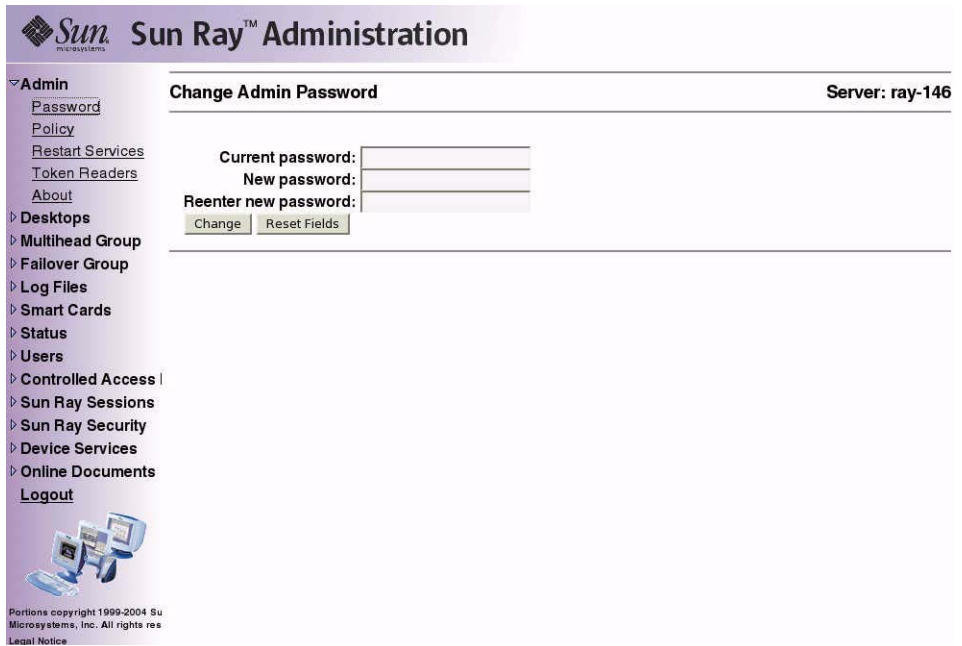 Sun microsystems Sun Ray™ Administration
Admin
Password
Policy
Restart Services
Token Readers
About
Desktops
Multihead Group
Failover Group
Log Files
Smart Cards
Status
Users
Controlled Access
Sun Ray Sessions
Sun Ray Security
Device Services
Online Documents
Logout
Portions copyright 1999-2004 Su
Microsystems, Inc. All rights res
Legal Notice
Change Admin Password Server: ray-146
Current password:
New password:
Reenter new password:
Change Reset Fields